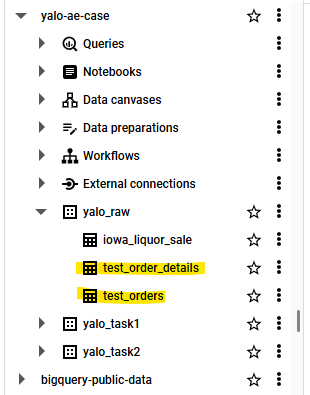 yalo-ae-case
Queries
Notebooks
Data canvases
Data preparations
Workflows
External connections
yalo_raw
iowa_liquor_sale
test_order_details
test_orders
yalo_task1
yalo_task2
bigquery-public-data